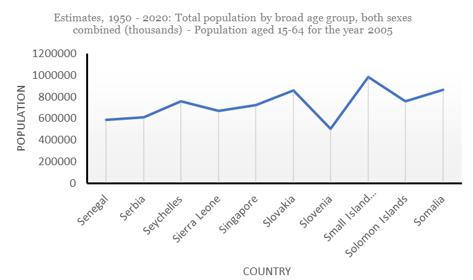 Estimates, 1950 - 2020: Total population by broad age group, both sexes
combined (thousands) - Population aged 15-64 for the year 2005
1200000
1000000
800000
600000
400000
200000
0
POPULATION
Senegal
Serbia
Seychelles
Sierra Leone
Singapore
Slovakia
Slovenia
Small Island...
Solomon Islands
Somalia
COUNTRY